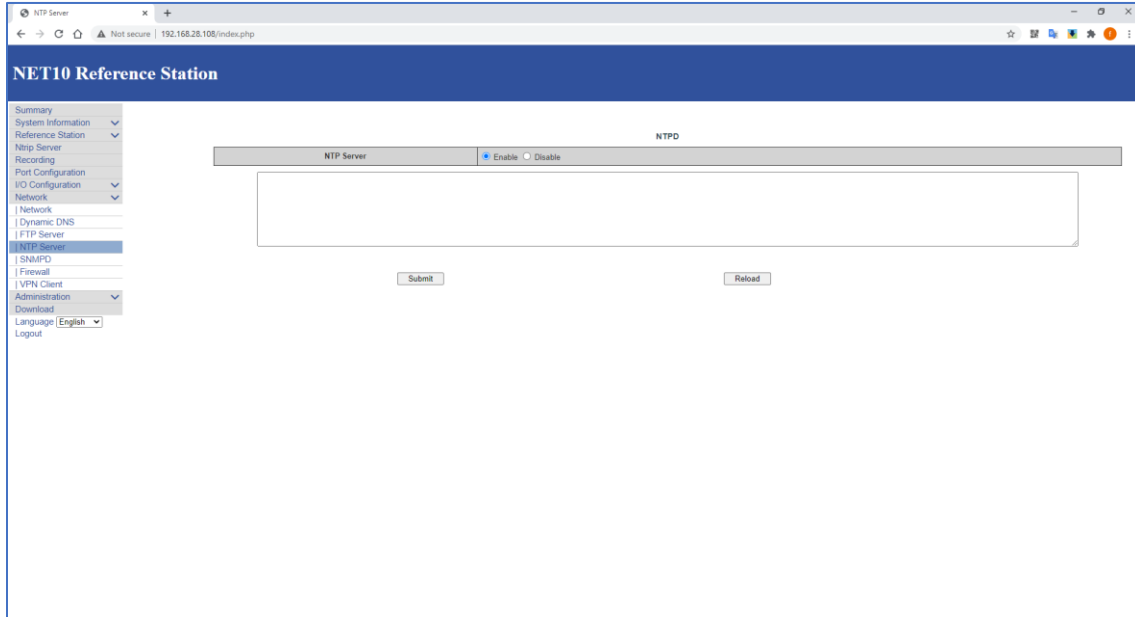 NTP Server
Not secure | 192.168.28.108/index.php
NET10 Reference Station
Summary
System Information
Reference Station
Ntrip Server
Recording
Port Configuration
I/O Configuration
Network
| Network
| Dynamic DNS
| FTP Server
| NTP Server
| SNMPD
| Firewall
| VPN Client
Administration
Download
Language English
Logout
NTPD
NTP Server Enable Disable
Submit Reload